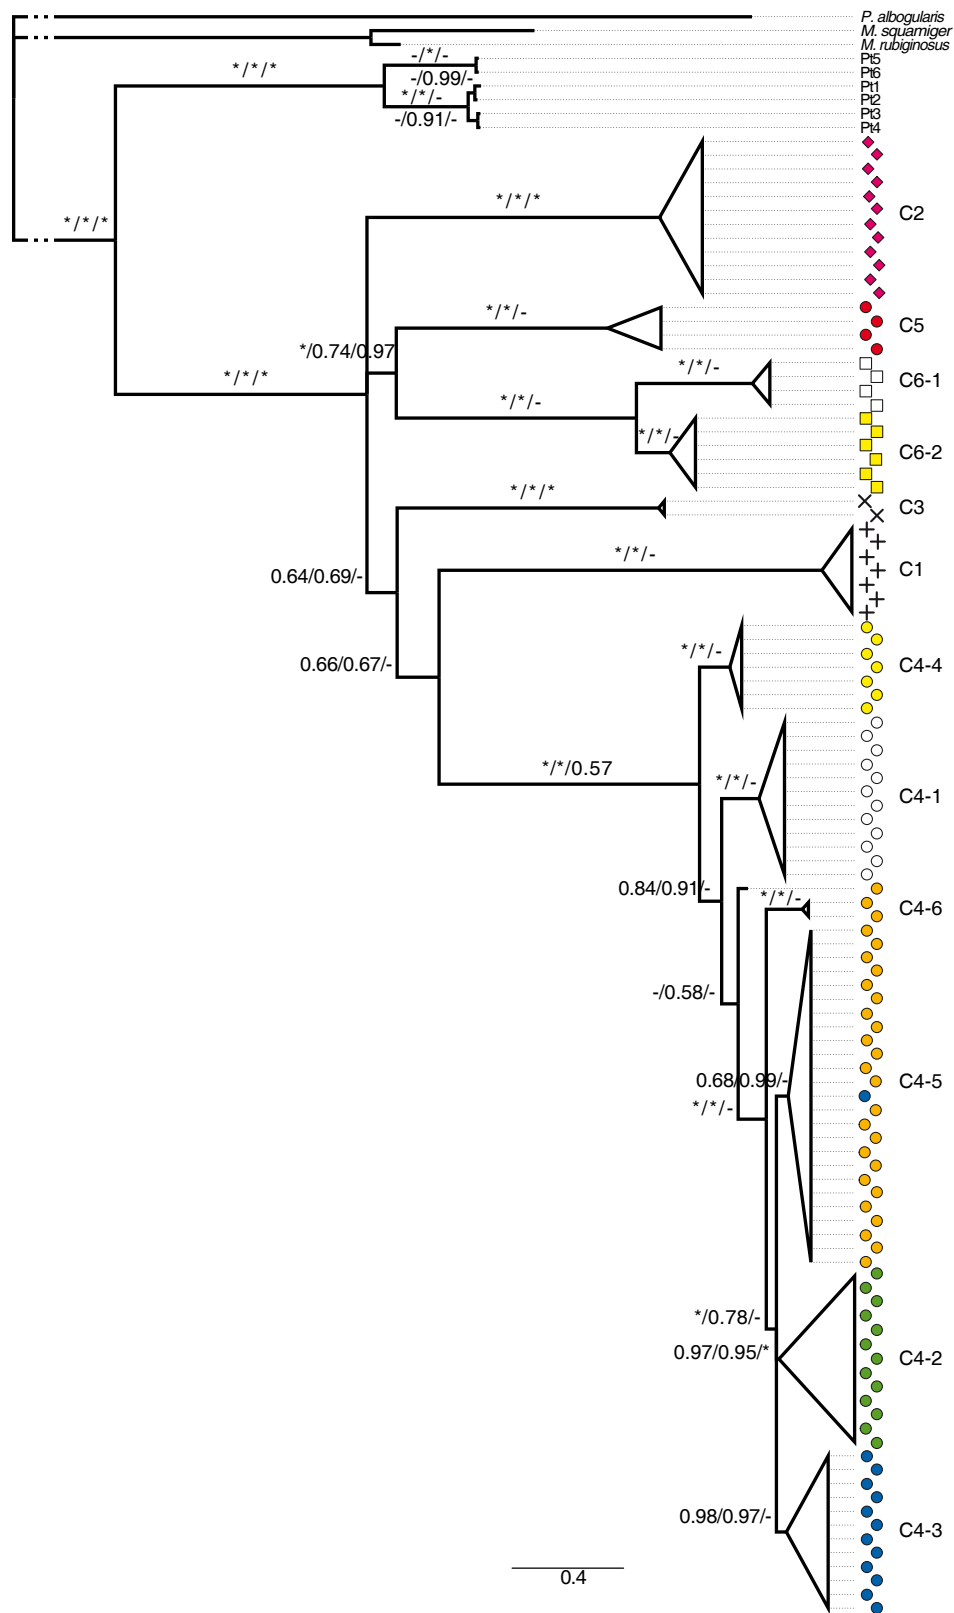 P. albogularis
M. squamiger
M. rubiginosus
Pt5
-/*/-
Pt6
*/*/*
-/0.99/-
Pt1
*/*/-
Pt2
Pt3
-/0.91/-
Pt4
*/*/*
C2
*/*/*
*/*/-
C5
*/0.74/0.97
*/*/-
C6-1
*/*/*
*/*/-
*/*/-
C6-2
*/*/*
C3
*/*/-
C1
0.64/0.69/-
*/*/-
C4-4
0.66/0.67/-
*/*/0.57
*/*/-
C4-1
0.84/0.91/-
*/*/-
C4-6
-/0.58/-
0.68/0.99/-
C4-5
*/*/-
*/0.78/-
0.97/0.95/*
C4-2
0.98/0.97/-
C4-3
0.4